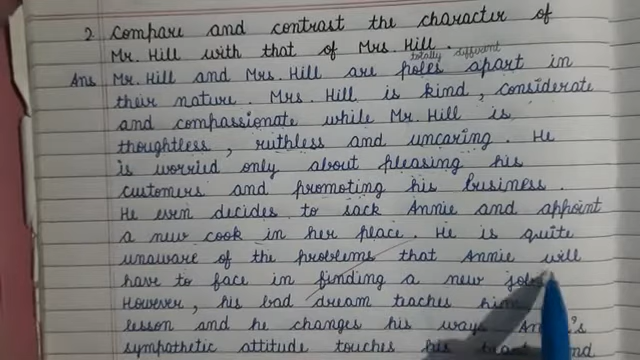 2 Compare and contrast the character of
Mr. Hill with that of Mrs. Hill.
totally different
Ans Mr. Hill and Mrs. Hill are poles apart in
their nature. Mrs. Hill is kind, considerate
and compassionate while Mr. Hill is
thoughtless, ruthless and uncaring. He
is worried only about pleasing his
customers and promoting his business.
He even decides to sack Annie and appoint
a new cook in her place. He is quite
unaware of the problems that Annie will
have to face in finding a new job.
However, his bad dream teaches him
lesson and he changes his ways
sympathetic attitude touches his heart